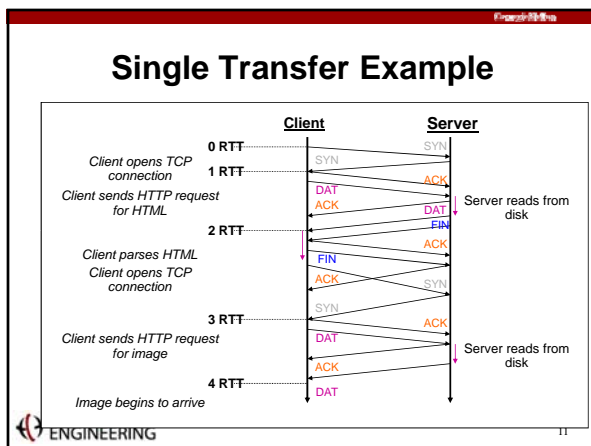 Carnegie Mellon
Single Transfer Example
Client
Server
0 RTT
SYN
SYN
Client opens TCP
connection
1 RTT
ACK
DAT
Client sends HTTP request
for HTML
ACK
DAT
Server reads from
disk
FIN
2 RTT
ACK
Client parses HTML
FIN
Client opens TCP
connection
ACK
SYN
SYN
3 RTT
ACK
Client sends HTTP request
for image
DAT
Server reads from
disk
ACK
4 RTT
DAT
Image begins to arrive
ENGINEERING
11